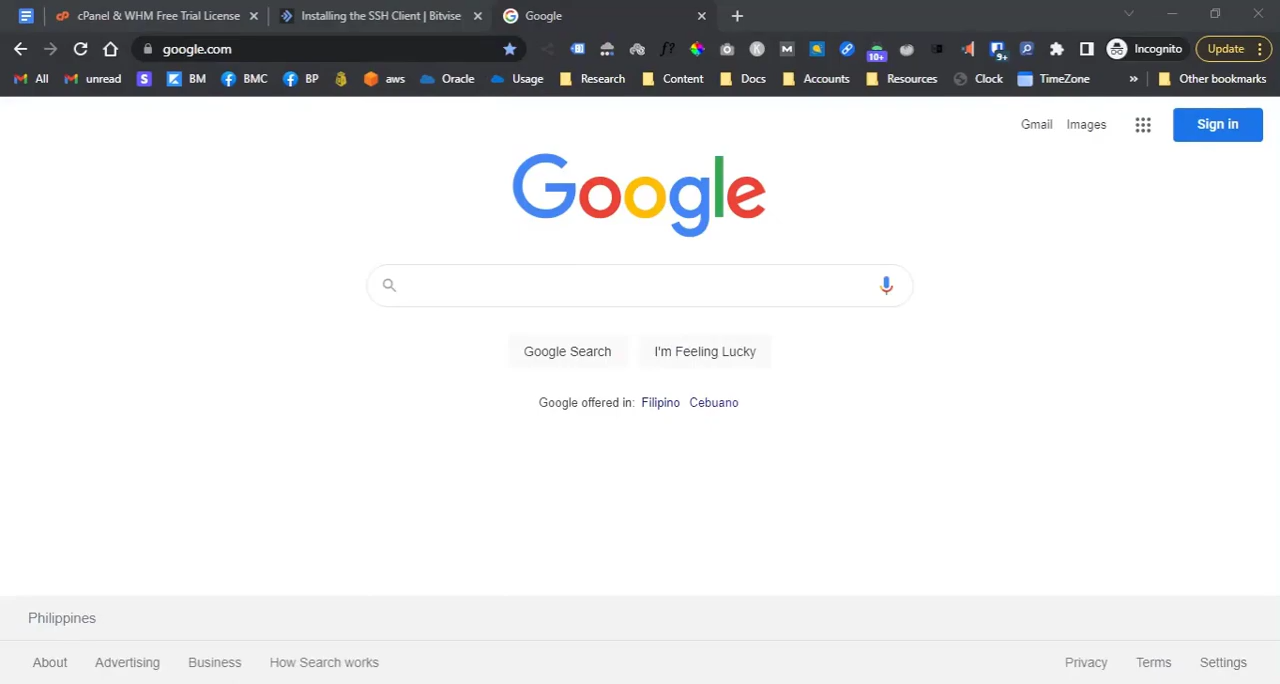 cPanel & WHM Free Trial License
Installing the SSH Client | Bitvise
Google
google.com
f?
K
M
10+
9+
Incognito
Update
All
unread
S
BM
BMC
BP
aws
Oracle
Usage
Research
Content
Docs
Accounts
Resources
Clock
TimeZone
»
Other bookmarks
Gmail
Images
Sign in
Google
Google Search
I'm Feeling Lucky
Google offered in: Filipino Cebuano
Philippines
About
Advertising
Business
How Search works
Privacy
Terms
Settings